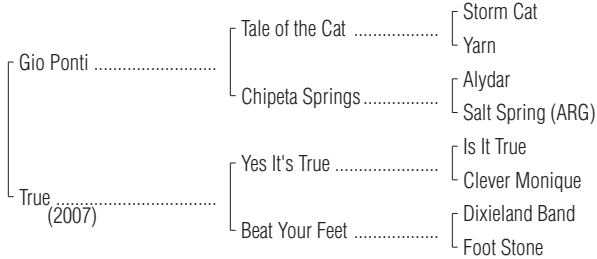 Storm Cat
Tale of the Cat ..................
Yarn
Gio Ponti ..........................
Alydar
Chipeta Springs ................
Salt Spring (ARG)
Is It True
Yes It's True ......................
Clever Monique
True ..................................
(2007)
Dixieland Band
Beat Your Feet ..................
Foot Stone